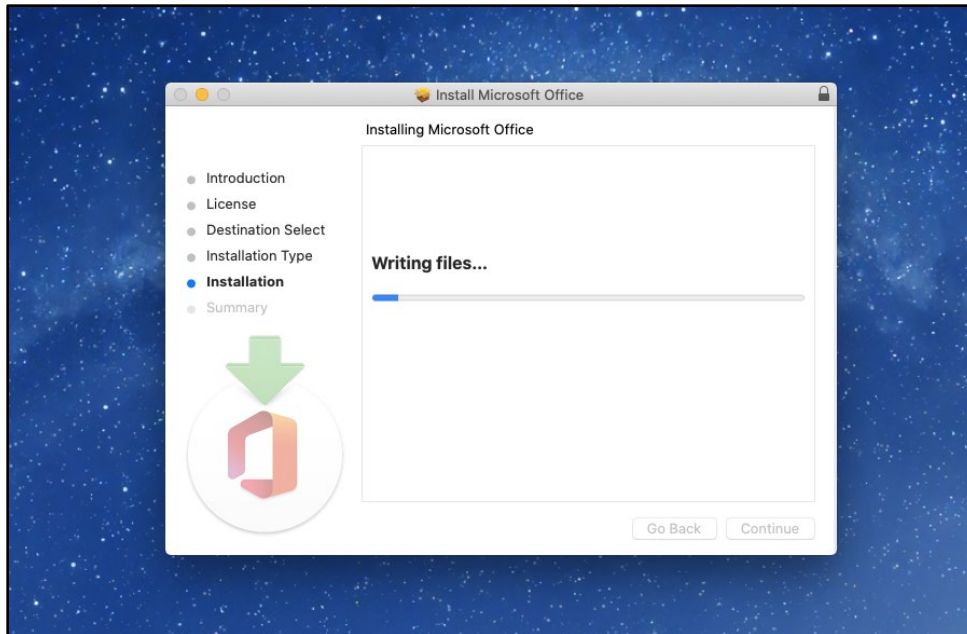 Install Microsoft Office
Installing Microsoft Office
Introduction
License
Destination Select
Installation Type
Installation
Summary
Writing files...
Go Back
Continue